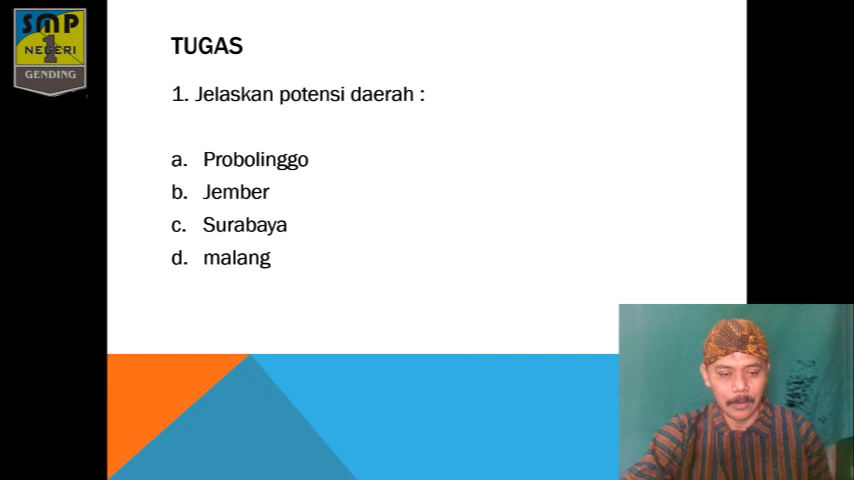 SMP
1
NEGERI
GENDING
TUGAS
1. Jelaskan potensi daerah :
a. Probolinggo
b. Jember
c. Surabaya
d. malang